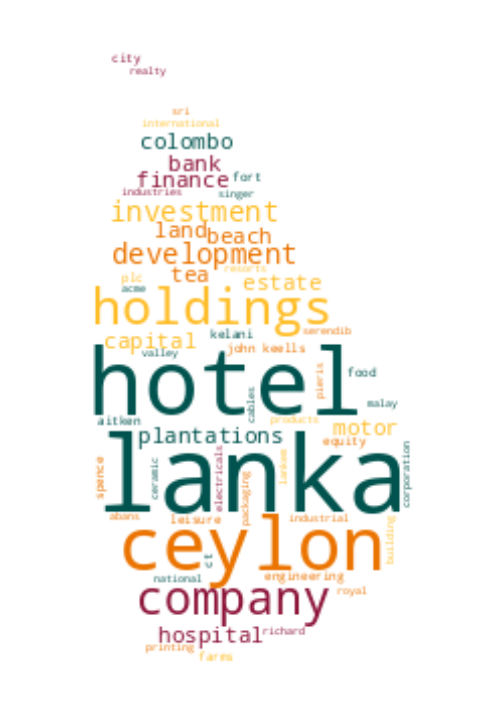 city
realty
sri
international
colombo
bank
finance fort
industries singer
investment
land beach
development
tea resorts
plc estate
acme
holdings
capital kelani serendib
valley john keells
hotel
pieris food
cables malay
aitken products
plantations motor
equity
lanka
spence ceramic electricals packaging lankem corporation
abans leisure industrial
ceylon
building
ct
national engineering
company royal
hospital richard
printing
farms